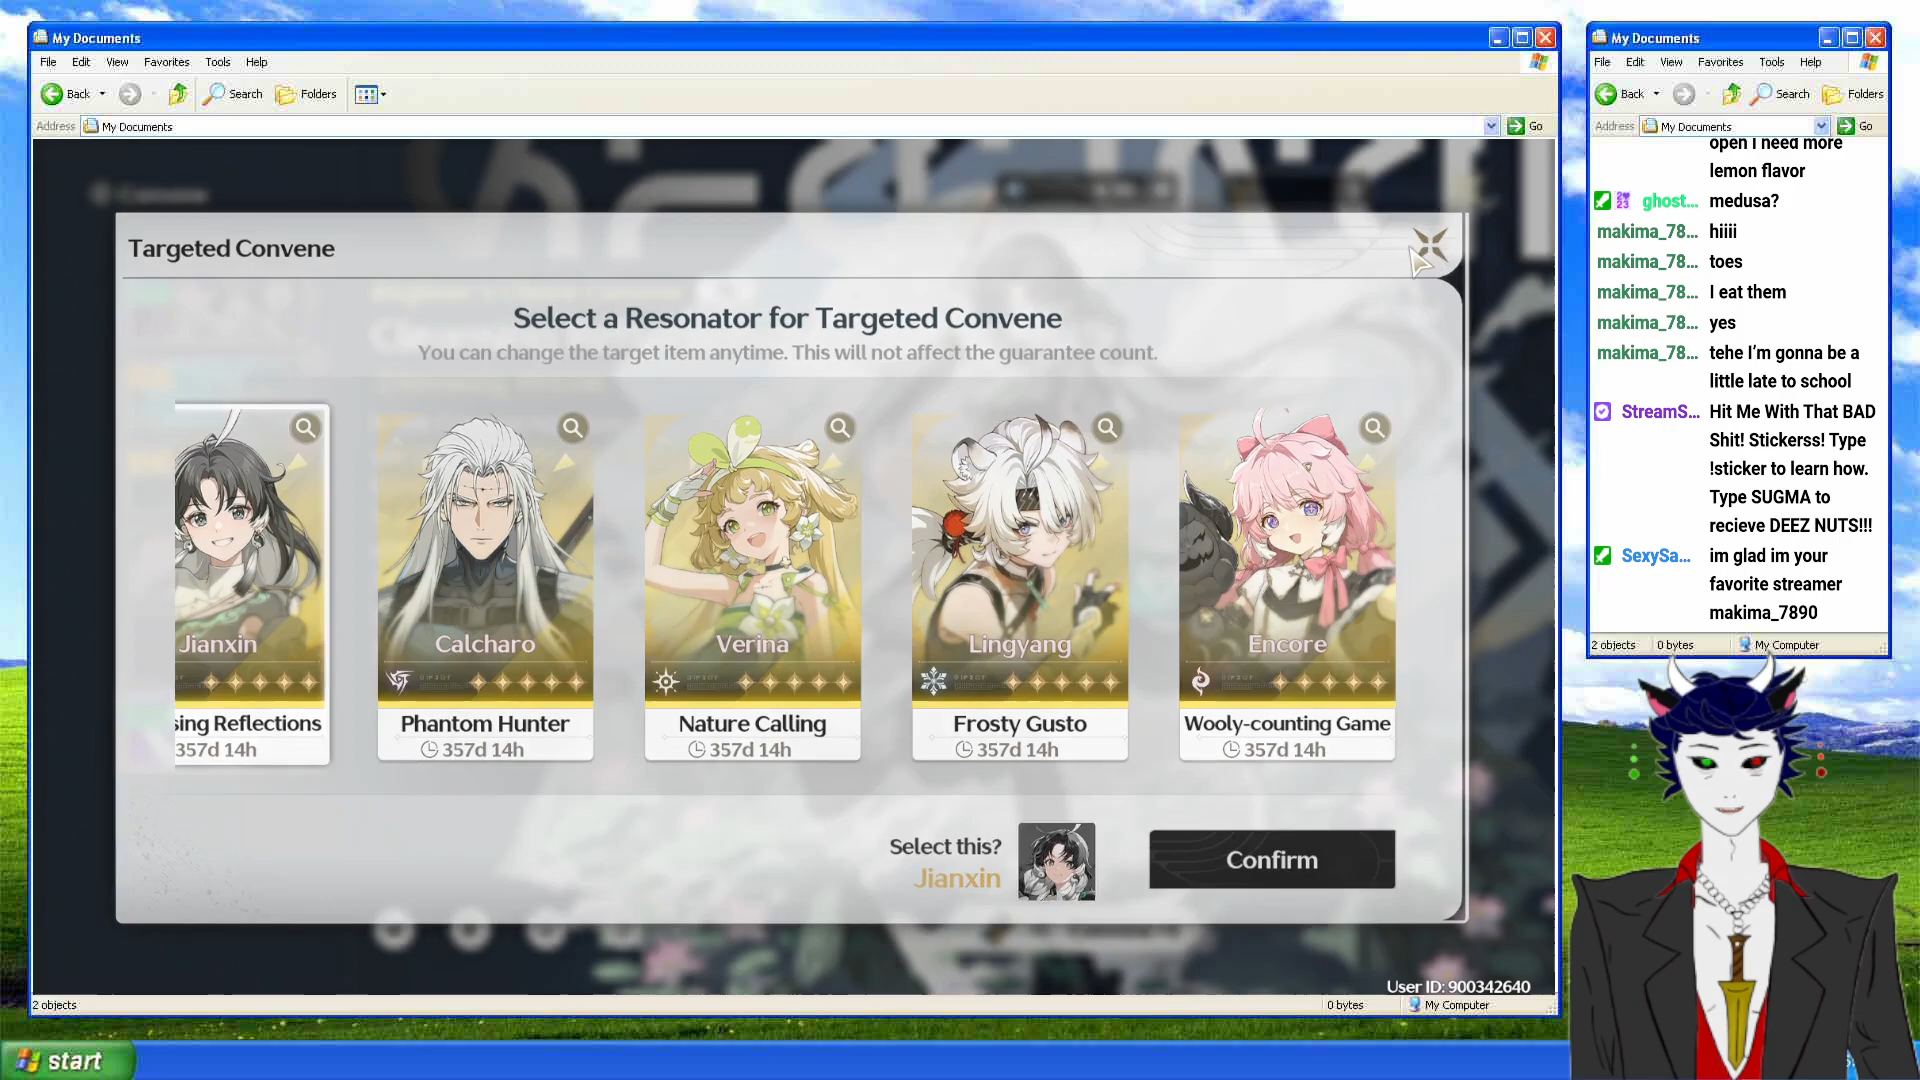 My Documents
File Edit View Favorites Tools Help
Back Search Folders
Address My Documents Go
Convene
Targeted Convene
Select a Resonator for Targeted Convene
You can change the target item anytime. This will not affect the guarantee count.
Jianxin Calcharo Verina Lingyang Encore
sing Reflections Phantom Hunter Nature Calling Frosty Gusto Wooly-counting Game
357d 14h 357d 14h 357d 14h 357d 14h 357d 14h
Select this?
Jianxin
Confirm
User ID: 900342640
2 objects 0 bytes My Computer
start
My Documents
File Edit View Favorites Tools Help
Back Search Folders
Address My Documents Go
open I need more
lemon flavor
ghost... medusa?
makima_78... hiiii
makima_78... toes
makima_78... I eat them
makima_78... yes
makima_78... tehe I'm gonna be a
little late to school
StreamS... Hit Me With That BAD
Shit! Stickerss! Type
!sticker to learn how.
Type SUGMA to
recieve DEEZ NUTS!!!
SexySa... im glad im your
favorite streamer
makima_7890
2 objects 0 bytes My Computer